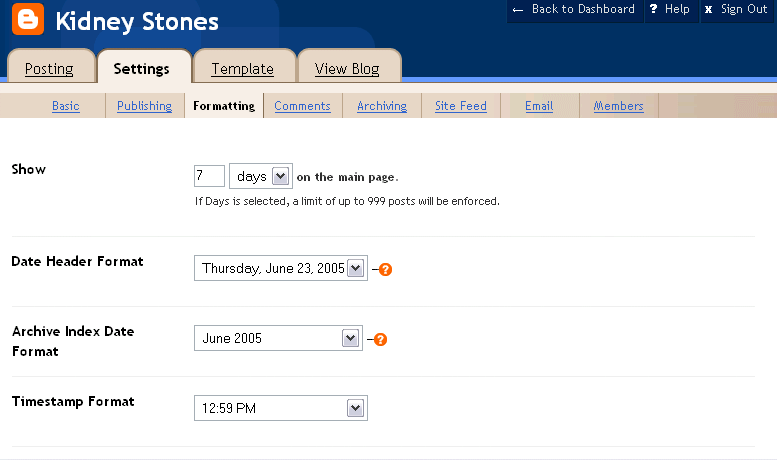 Kidney Stones
← Back to Dashboard ? Help x Sign Out
Posting Settings Template View Blog
Basic Publishing Formatting Comments Archiving Site Feed Email Members
Show 7 days on the main page.
If Days is selected, a limit of up to 999 posts will be enforced.
Date Header Format Thursday, June 23, 2005 –?
Archive Index Date
Format
June 2005 –?
Timestamp Format 12:59 PM